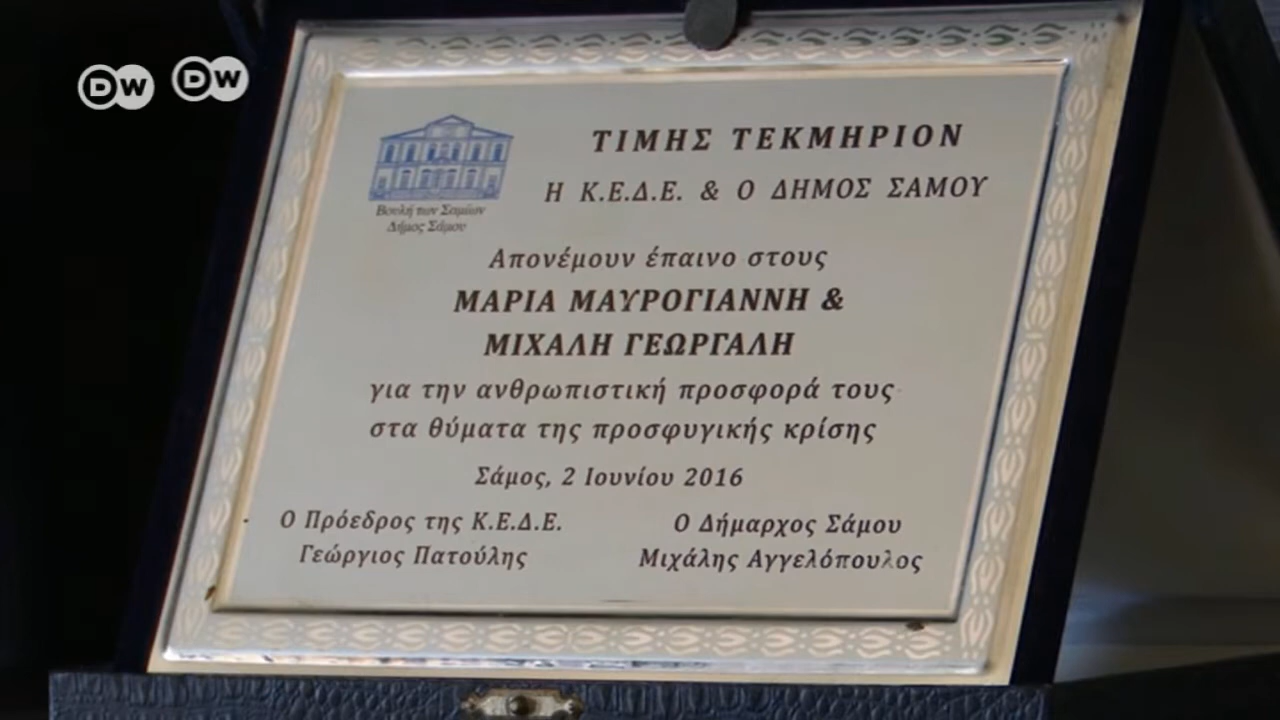 DW DW
ΤΙΜΗΣ ΤΕΚΜΗΡΙΟΝ
Η Κ.Ε.Δ.Ε. & Ο ΔΗΜΟΣ ΣΑΜΟΥ
Βουλή των Σαμίων
Δήμος Σάμου
Απονέμουν έπαινο στους
ΜΑΡΙΑ ΜΑΥΡΟΓΙΑΝΝΗ &
ΜΙΧΑΛΗ ΓΕΩΡΓΑΛΗ
για την ανθρωπιστική προσφορά τους
στα θύματα της προσφυγικής κρίσης
Σάμος, 2 Ιουνίου 2016
Ο Πρόεδρος της Κ.Ε.Δ.Ε.
Γεώργιος Πατούλης
Ο Δήμαρχος Σάμου
Μιχάλης Αγγελόπουλος